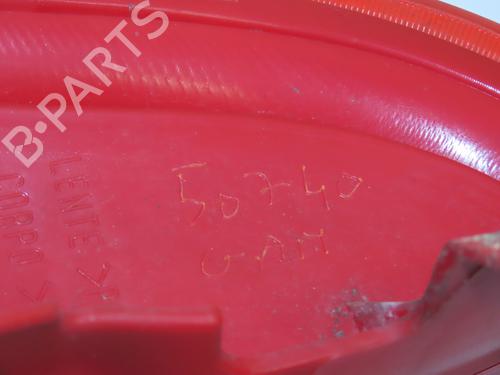 B-PARTS
50740
LENTE >
CORPO <